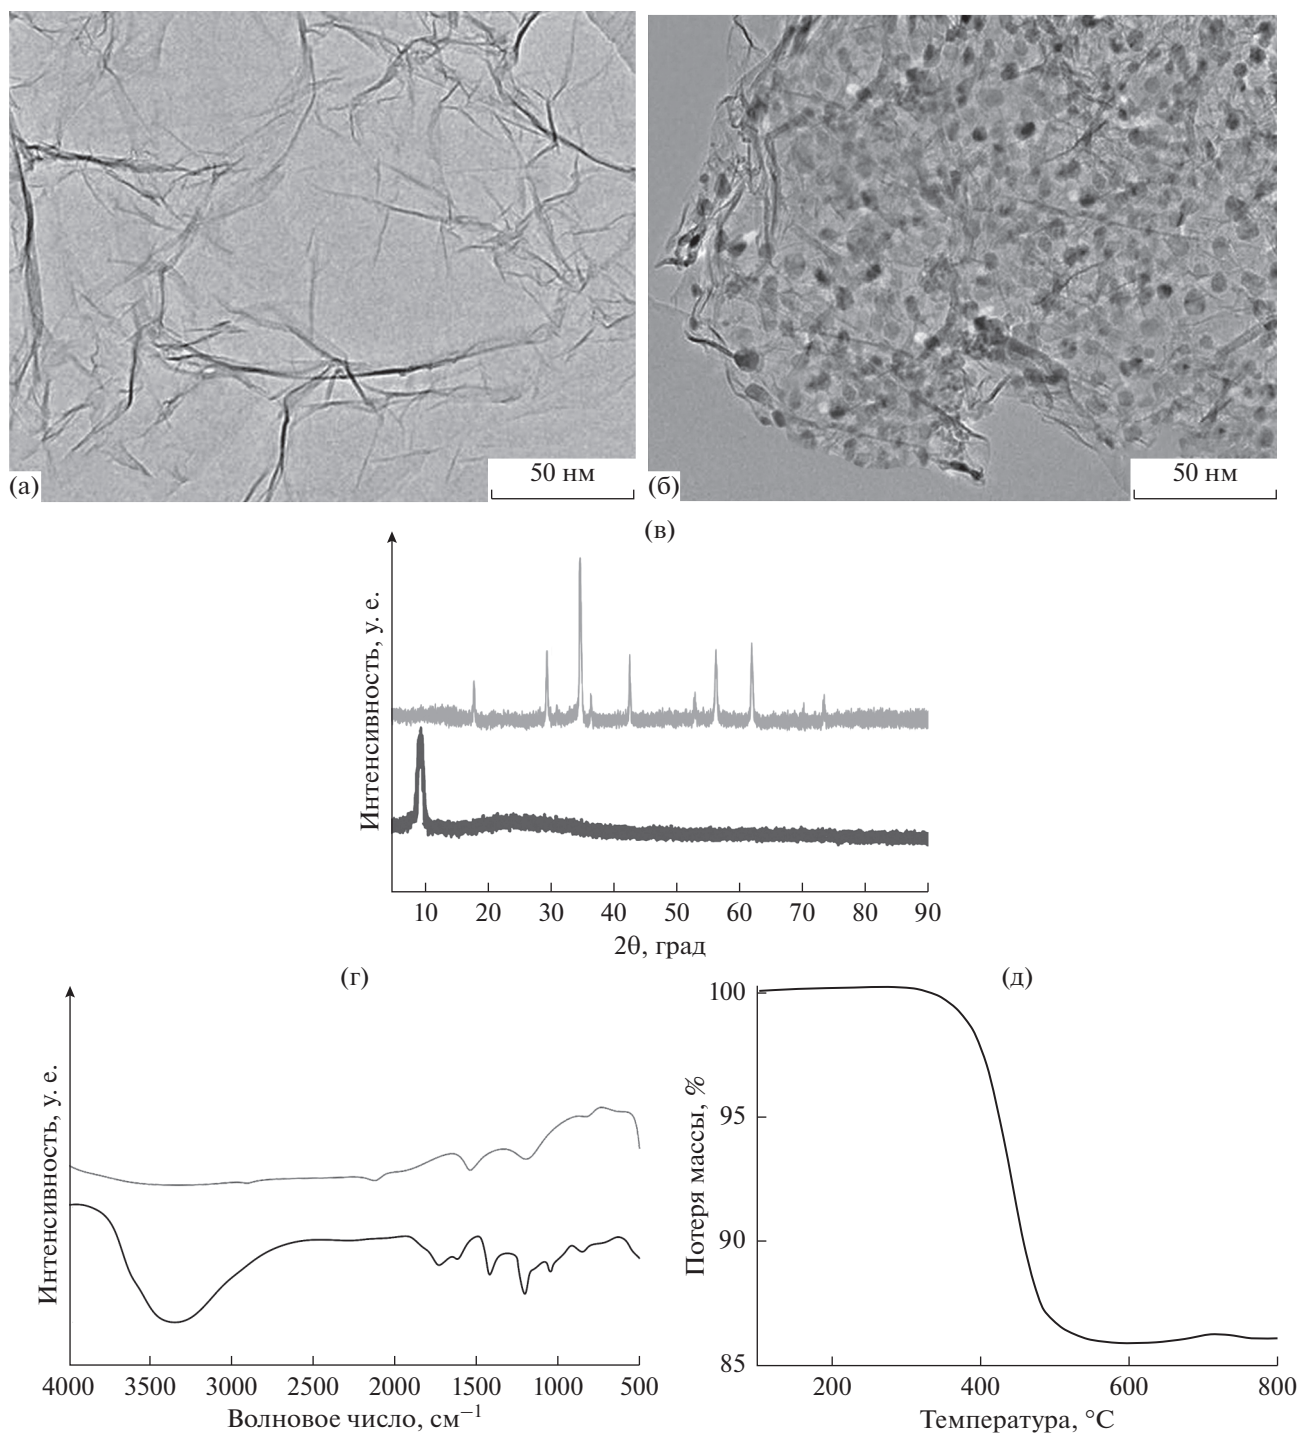 (а)
50 нм
(б)
50 нм
(в)
Интенсивность, у. е.
10 20 30 40 50 60 70 80 90
2θ, град
(г)
Интенсивность, у. е.
4000 3500 3000 2500 2000 1500 1000 500
Волновое число, см⁻¹
(д)
Потеря массы, %
100
95
90
85
200 400 600 800
Температура, °C